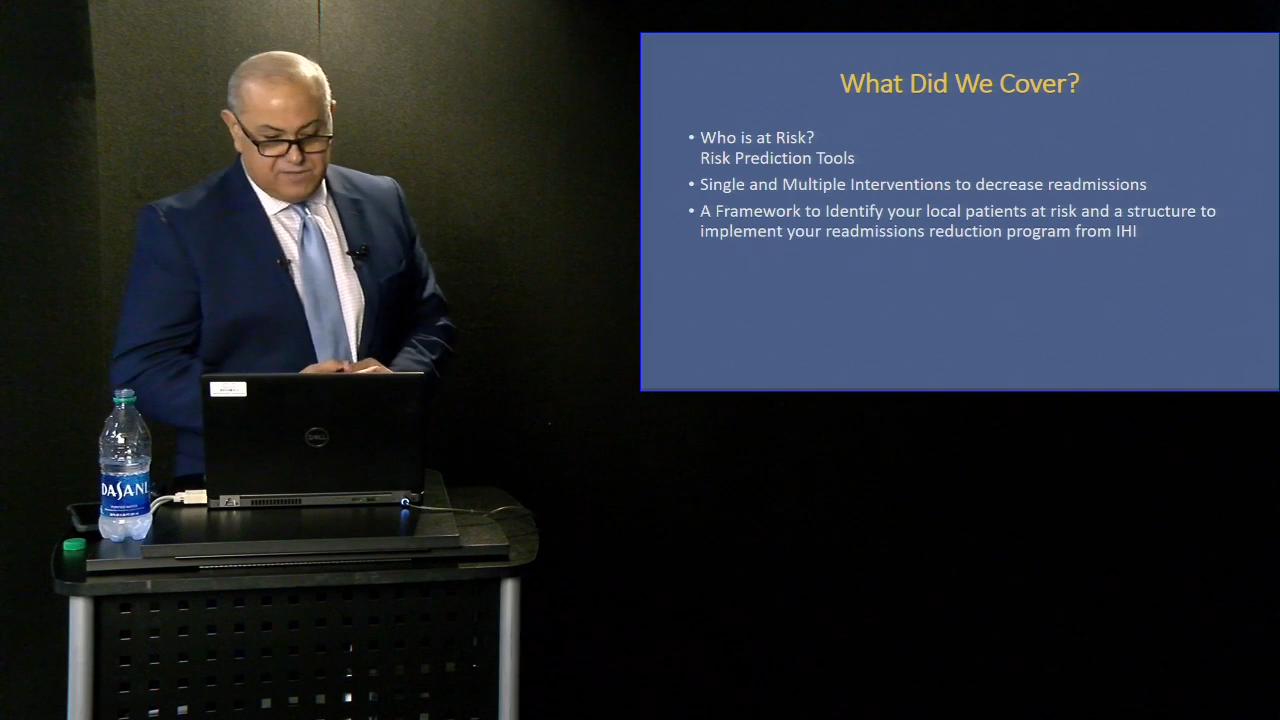 What Did We Cover?
• Who is at Risk?
Risk Prediction Tools
• Single and Multiple Interventions to decrease readmissions
• A Framework to Identify your local patients at risk and a structure to
implement your readmissions reduction program from IHI
DELL
DASANI